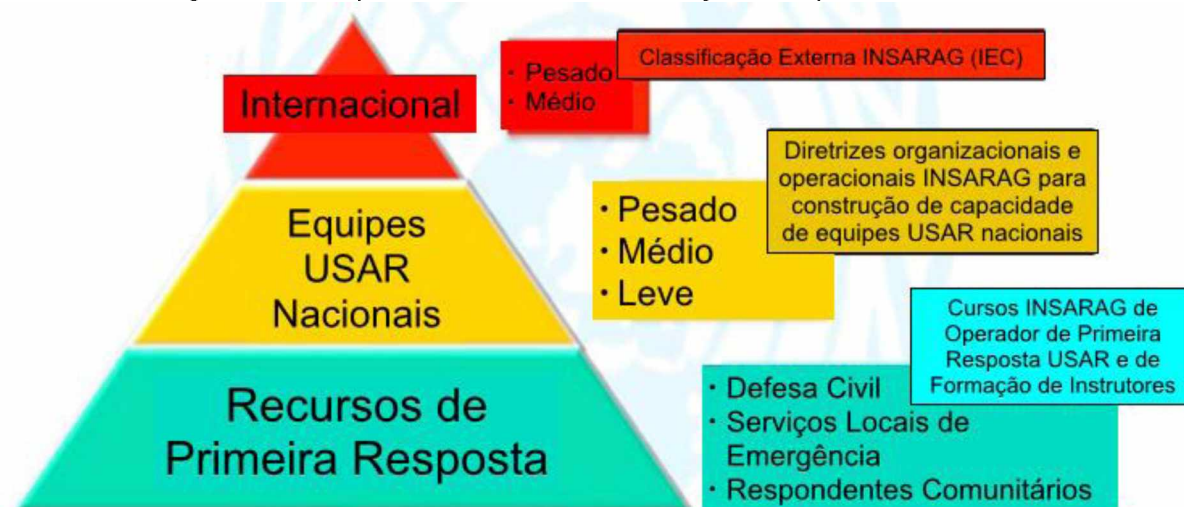 Internacional
· Pesado
· Médio
Classificação Externa INSARAG (IEC)
Equipes
USAR
Nacionais
· Pesado
· Médio
· Leve
Diretrizes organizacionais e
operacionais INSARAG para
construção de capacidade
de equipes USAR nacionais
Recursos de
Primeira Resposta
· Defesa Civil
· Serviços Locais de
Emergência
· Respondentes Comunitários
Cursos INSARAG de
Operador de Primeira
Resposta USAR e de
Formação de Instrutores